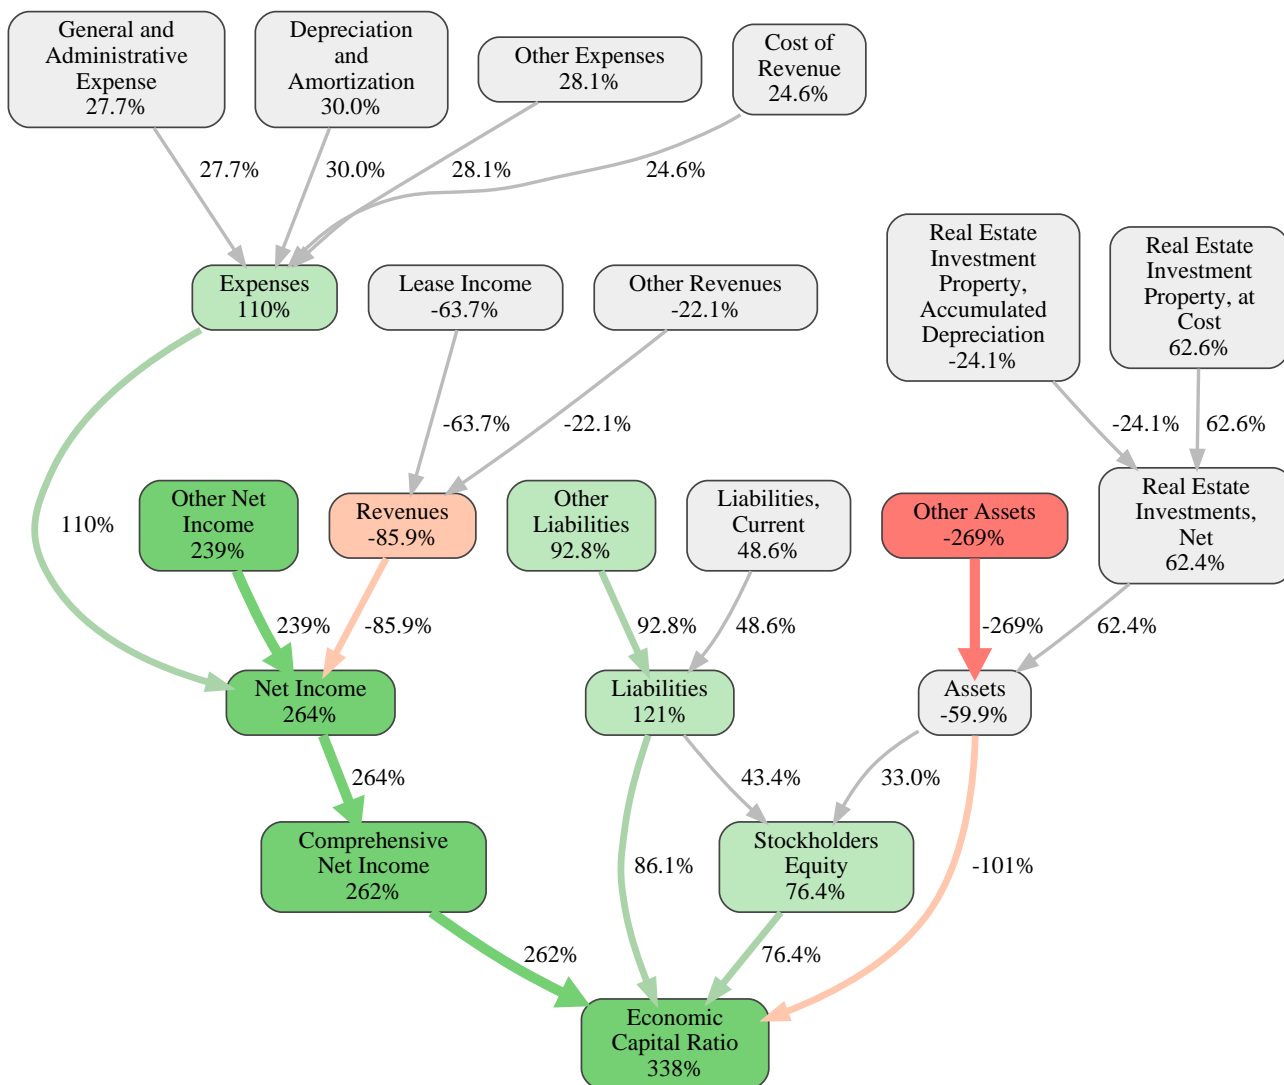 General and
Administrative
Expense
27.7%
Depreciation
and
Amortization
30.0%
Other Expenses
28.1%
Cost of
Revenue
24.6%
27.7%
30.0%
28.1%
24.6%
Expenses
110%
Lease Income
-63.7%
Other Revenues
-22.1%
Real Estate
Investment
Property,
Accumulated
Depreciation
-24.1%
Real Estate
Investment
Property, at
Cost
62.6%
-63.7%
-22.1%
-24.1%
62.6%
110%
Other Net
Income
239%
Revenues
-85.9%
Other
Liabilities
92.8%
Liabilities,
Current
48.6%
Other Assets
-269%
Real Estate
Investments,
Net
62.4%
239%
-85.9%
92.8%
48.6%
-269%
62.4%
Net Income
264%
Liabilities
121%
Assets
-59.9%
264%
43.4%
33.0%
Comprehensive
Net Income
262%
86.1%
Stockholders
Equity
76.4%
-101%
262%
76.4%
Economic
Capital Ratio
338%